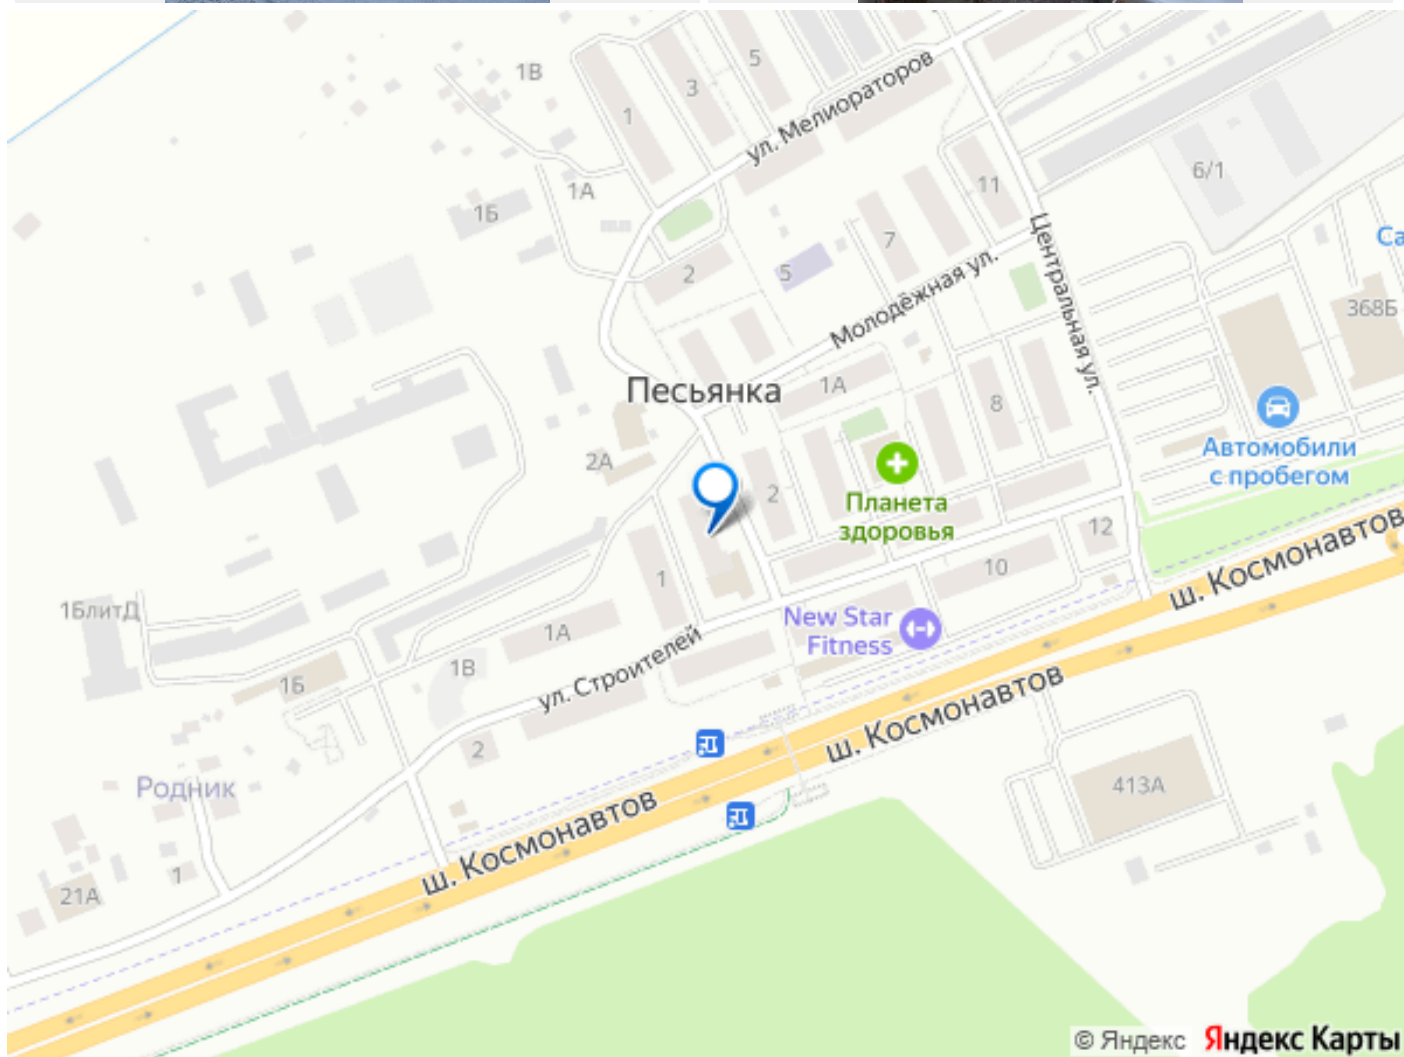 1В
5
3
1
ул. Мелиораторов
6/1
11
1А
1Б
Центральная ул.
7
Са
2
5
Молодёжная ул.
368Б
Песьянка
1А
8
Автомобили
с пробегом
2А
2
Планета
здоровья
ш. Космонавтов
12
1
10
1БлитД
New Star
Fitness
1А
1В
ул. Строителей
1Б
ш. Космонавтов
2
Родник
413А
ш. Космонавтов
1
21А
© Яндекс Яндекс Карты